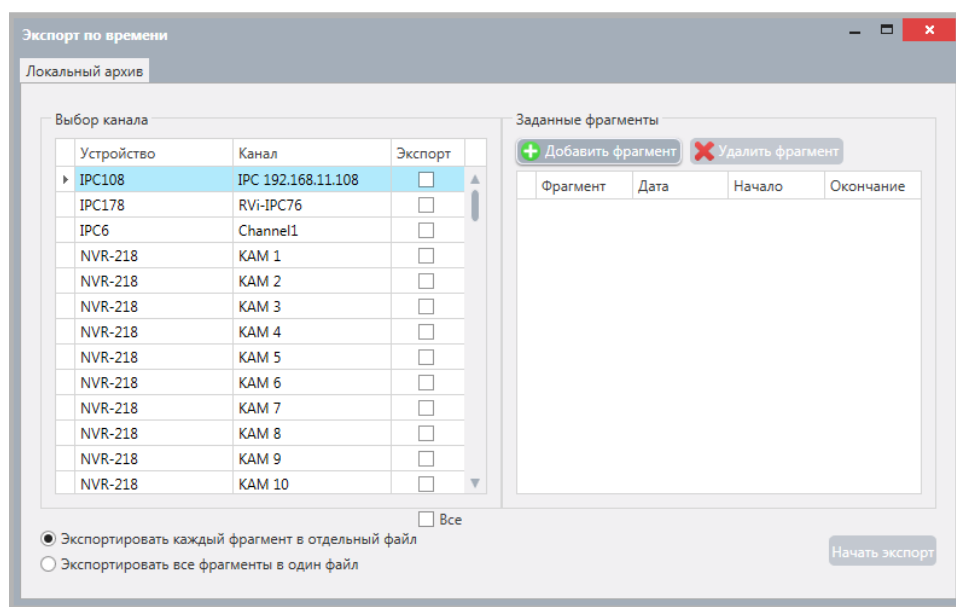 Экспорт по времени
Локальный архив
Выбор канала
Устройство Канал Экспорт
IPC108 IPC 192.168.11.108
IPC178 RVi-IPC76
IPC6 Channel1
NVR-218 КАМ 1
NVR-218 КАМ 2
NVR-218 КАМ 3
NVR-218 КАМ 4
NVR-218 КАМ 5
NVR-218 КАМ 6
NVR-218 КАМ 7
NVR-218 КАМ 8
NVR-218 КАМ 9
NVR-218 КАМ 10
Все
Заданные фрагменты
Добавить фрагмент Удалить фрагмент
Фрагмент Дата Начало Окончание
Экспортировать каждый фрагмент в отдельный файл
Экспортировать все фрагменты в один файл
Начать экспорт